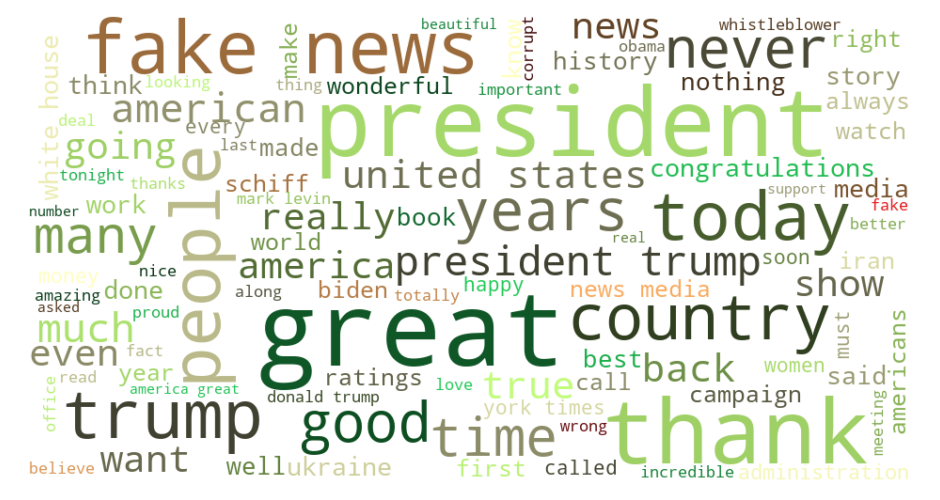 fake news
beautiful
make
know
corrupt
news
obama
whistleblower
never
right
white house
think
looking
thing
wonderful
important
history
nothing
story
american
president
always
deal
going
every
last
made
watch
tonight
thanks
people
schiff
mark levin
united states
congratulations
support
media
fake
number
work
many
really
book
years
real
today
better
world
america
president trump
soon
iran
money
nice
amazing
asked
done
along
biden
totally
happy
news media
show
proud
much
great
country
must
americans
even
fact
read
year
america great
ratings
donald trump
love
true
best
call
back
women
said
campaign
office
trump
good
time
york times
wrong
thank
meeting
believe
want
well
ukraine
first
called
incredible
administration